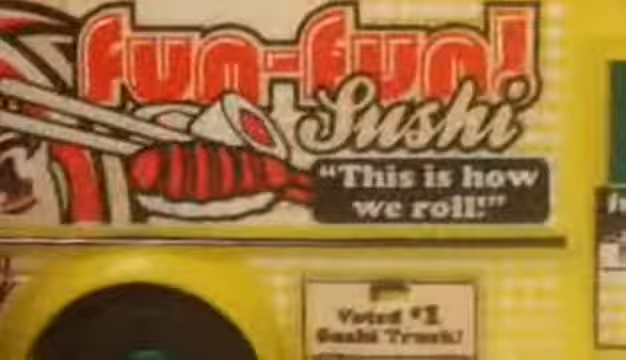 fun-fun!
Sushi
"This is how
we roll!"
Voted #1
Sushi Truck!